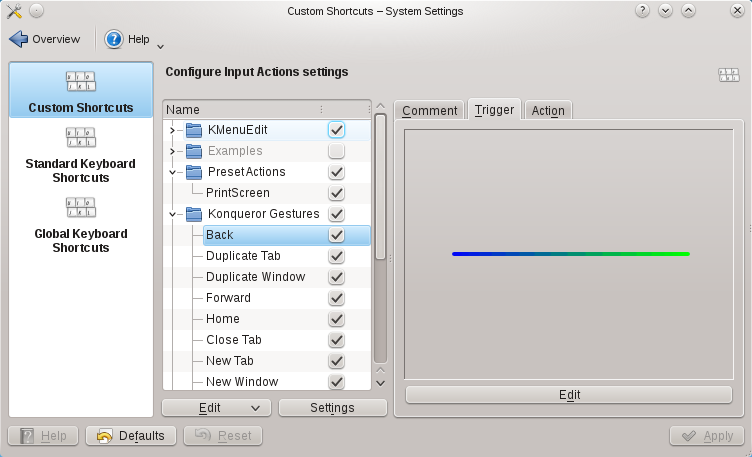 Custom Shortcuts – System Settings
Overview
Help
Custom Shortcuts
Standard Keyboard
Shortcuts
Global Keyboard
Shortcuts
Configure Input Actions settings
Name
KMenuEdit
Examples
PresetActions
PrintScreen
Konqueror Gestures
Back
Duplicate Tab
Duplicate Window
Forward
Home
Close Tab
New Tab
New Window
Edit
Settings
Comment
Trigger
Action
Edit
Help
Defaults
Reset
Apply